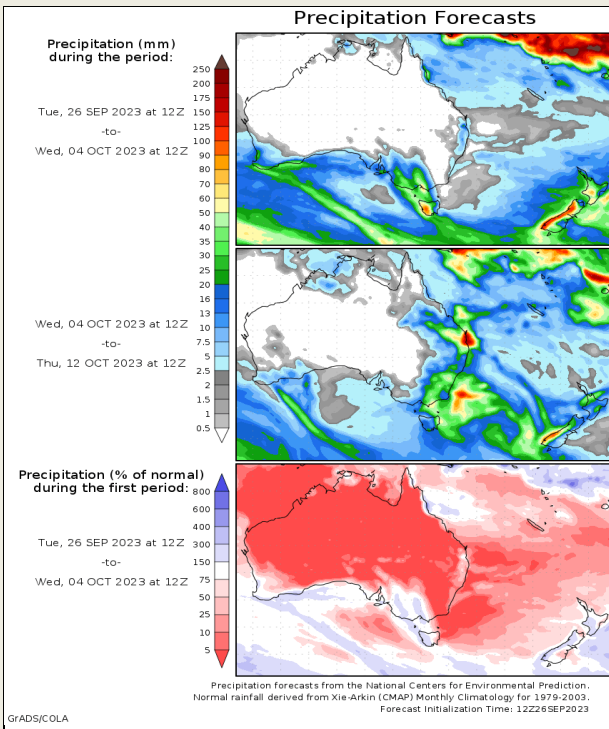 Precipitation Forecasts
Precipitation (mm)
during the period:
Tue, 26 SEP 2023 at 12Z
-to-
Wed, 04 OCT 2023 at 12Z
250
200
175
150
125
100
90
80
70
60
50
40
35
30
25
20
16
13
10
7.5
5
2.5
2
1.5
1
0.5
Wed, 04 OCT 2023 at 12Z
-to-
Thu, 12 OCT 2023 at 12Z
Precipitation (% of normal)
during the first period:
Tue, 26 SEP 2023 at 12Z
-to-
Wed, 04 OCT 2023 at 12Z
800
600
400
300
150
75
50
25
10
5
Precipitation forecasts from the National Centers for Environmental Prediction.
Normal rainfall derived from Xie-Arkin (CMAP) Monthly Climatology for 1979-2003.
Forecast Initialization Time: 12Z26SEP2023
GrADS/COLA